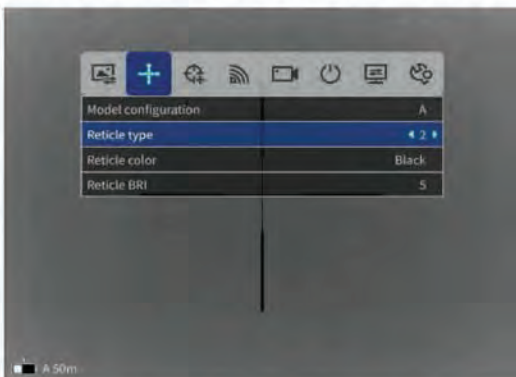 Model configuration A
Reticle type 2
Reticle color Black
Reticle BRI 5
A 50m